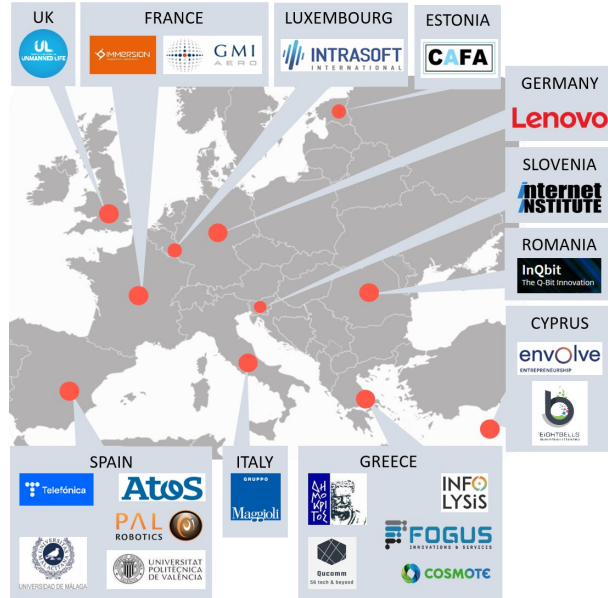 UK
UL
UNMANNED LIFE
FRANCE
IMMERSION
GMI
AERO
LUXEMBOURG
INTRASOFT
INTERNATIONAL
ESTONIA
CAFA
GERMANY
Lenovo
SLOVENIA
internet
INSTITUTE
ROMANIA
InQbit
The Q-Bit Innovation
CYPRUS
envolve
ENTREPRENEURSHIP
EIGHTBELLS
SPAIN
Telefónica
Atos
PAL
ROBOTICS
UNIVERSIDAD DE MÁLAGA
UNIVERSITAT
POLITÈCNICA
DE VALÈNCIA
ITALY
GRUPPO
Maggioli
GREECE
ΔΗΜΟΚΡΙΤΟΣ
INFO
LYSiS
FOGUS
INNOVATIONS & SERVICES
Qucomm
5G tech & beyond
COSMOTE